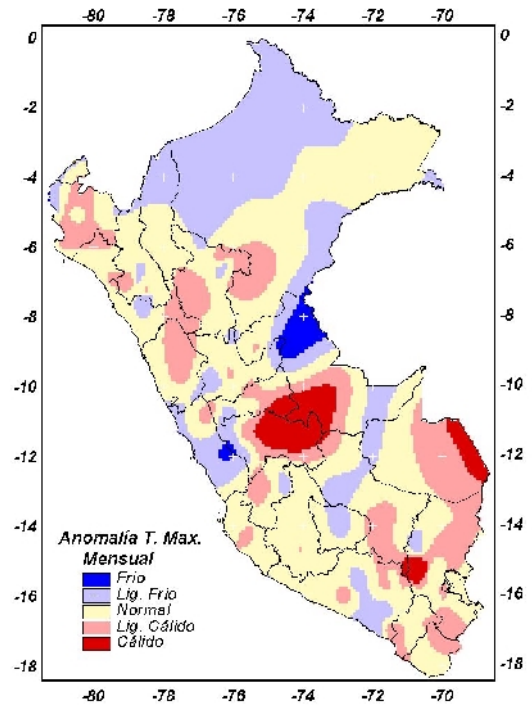 -80 -78 -76 -74 -72 -70
0 0
-2 -2
-4 -4
-6 -6
-8 -8
-10 -10
-12 -12
-14 -14
-16 -16
-18 -18
Anomalía T. Max.
Mensual
Frio
Lig. Frio
Normal
Lig. Cálido
Cálido
-80 -78 -76 -74 -72 -70